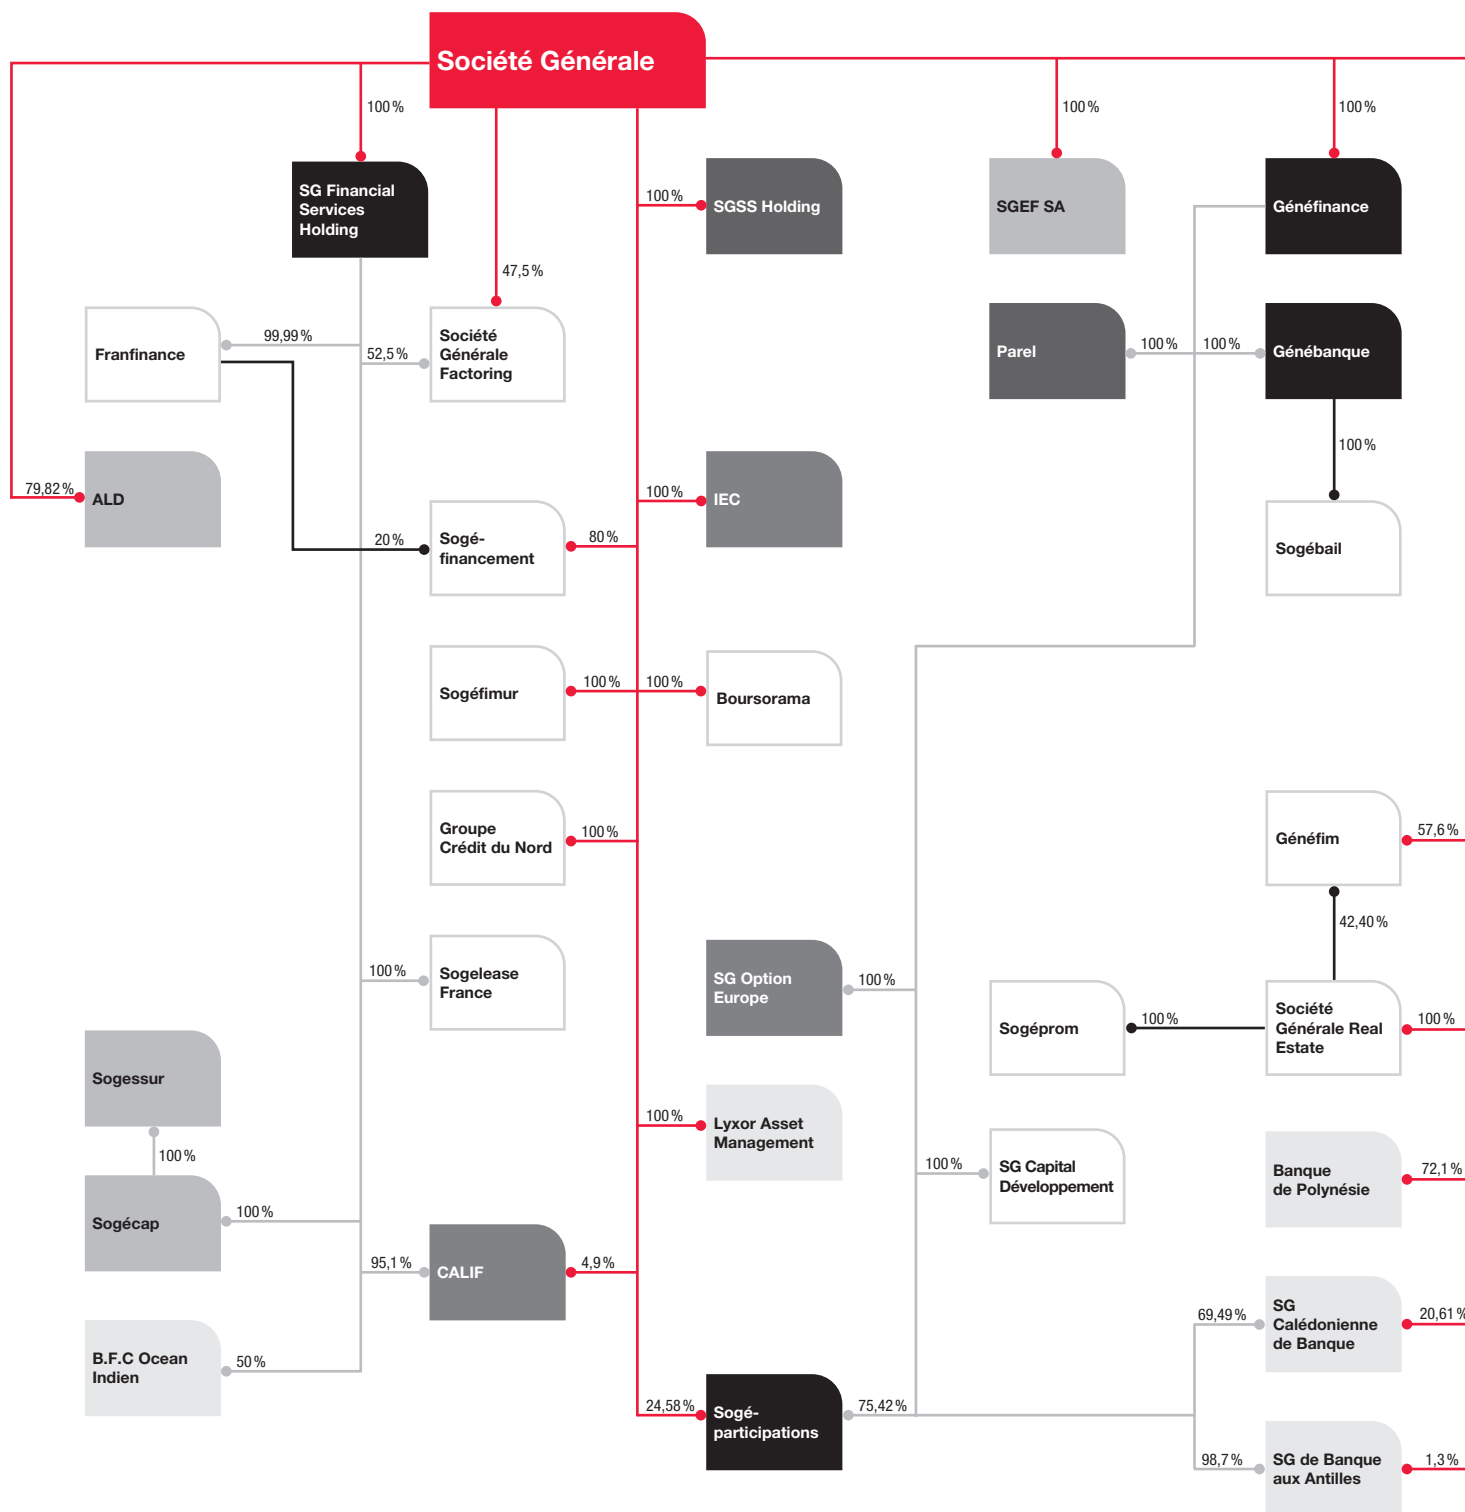 Société Générale
100 %
100 %
100 %
SG Financial
Services
Holding
100 %
SGSS Holding
SGEF SA
Généfinance
47,5 %
Franfinance
99,99 %
52,5 %
Société
Générale
Factoring
Parel
100 %
100 %
Génébanque
100 %
79,82 %
ALD
100 %
IEC
20 %
Sogé-
financement
80 %
Sogébail
Sogéfimur
100 %
100 %
Boursorama
Groupe
Crédit du Nord
100 %
Généfim
57,6 %
42,40 %
100 %
Sogelease
France
SG Option
Europe
100 %
Sogéprom
100 %
Société
Générale Real
Estate
100 %
Sogessur
100 %
Lyxor Asset
Management
100 %
100 %
SG Capital
Développement
Banque
de Polynésie
72,1 %
Sogécap
100 %
95,1 %
CALIF
4,9 %
69,49 %
SG
Calédonienne
de Banque
20,61 %
B.F.C Ocean
Indien
50 %
24,58 %
Sogé-
participations
75,42 %
98,7 %
SG de Banque
aux Antilles
1,3 %